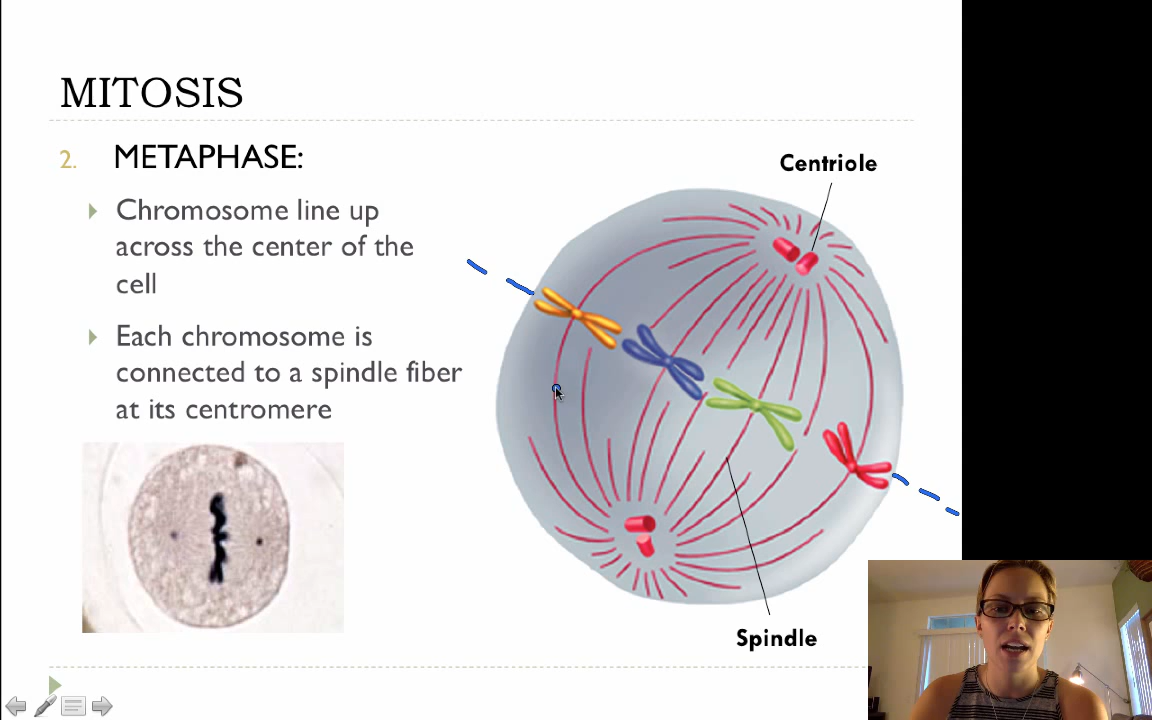 MITOSIS
2. METAPHASE:
Chromosome line up
across the center of the
cell
Each chromosome is
connected to a spindle fiber
at its centromere
Centriole
Spindle